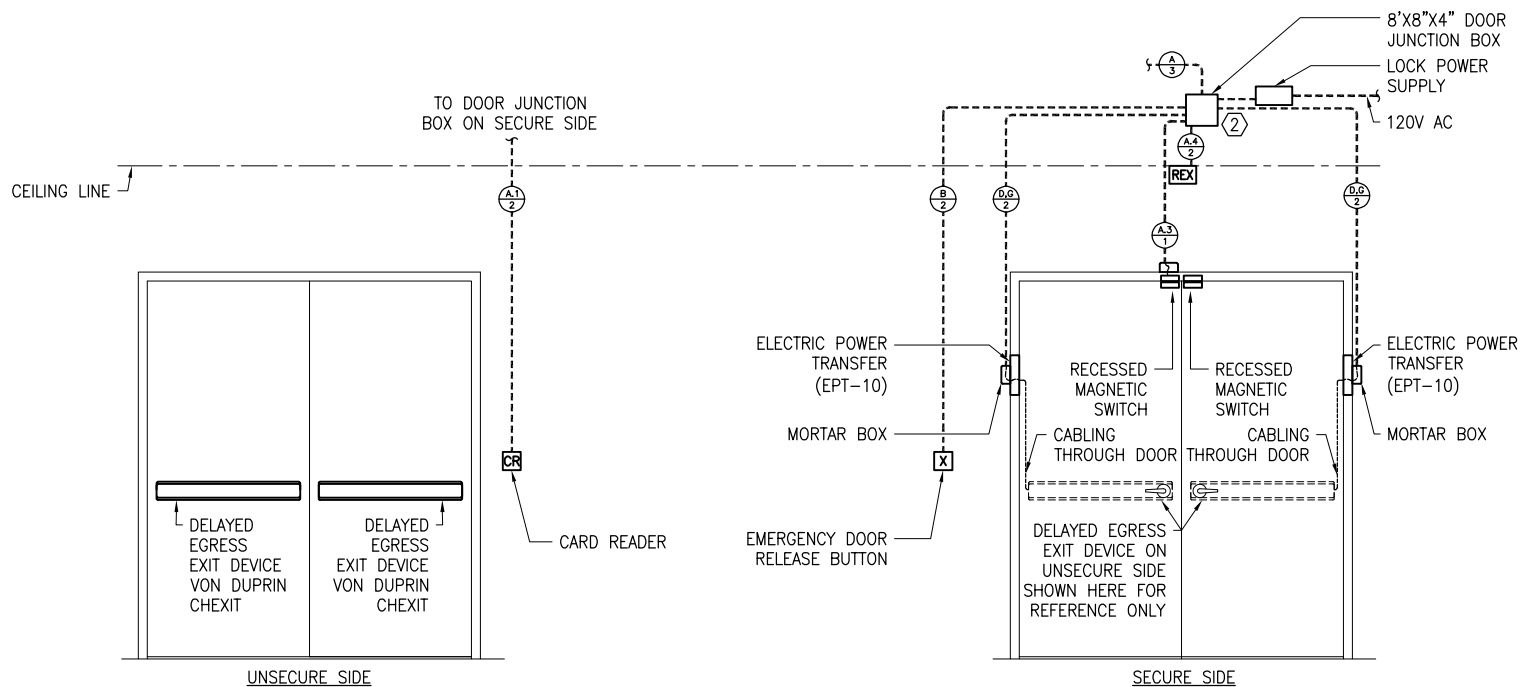 8'X8"X4" DOOR
JUNCTION BOX
LOCK POWER
SUPPLY
120V AC
A
3
2
A.4
2
REX
TO DOOR JUNCTION
BOX ON SECURE SIDE
CEILING LINE
A.1
2
B
2
D,G
2
A.3
1
D,G
2
ELECTRIC POWER
TRANSFER
(EPT-10)
MORTAR BOX
RECESSED
MAGNETIC
SWITCH
RECESSED
MAGNETIC
SWITCH
ELECTRIC POWER
TRANSFER
(EPT-10)
MORTAR BOX
CABLING
THROUGH DOOR
CABLING
THROUGH DOOR
CR
X
CARD READER
EMERGENCY DOOR
RELEASE BUTTON
DELAYED
EGRESS
EXIT DEVICE
VON DUPRIN
CHEXIT
DELAYED
EGRESS
EXIT DEVICE
VON DUPRIN
CHEXIT
DELAYED EGRESS
EXIT DEVICE ON
UNSECURE SIDE
SHOWN HERE FOR
REFERENCE ONLY
UNSECURE SIDE
SECURE SIDE